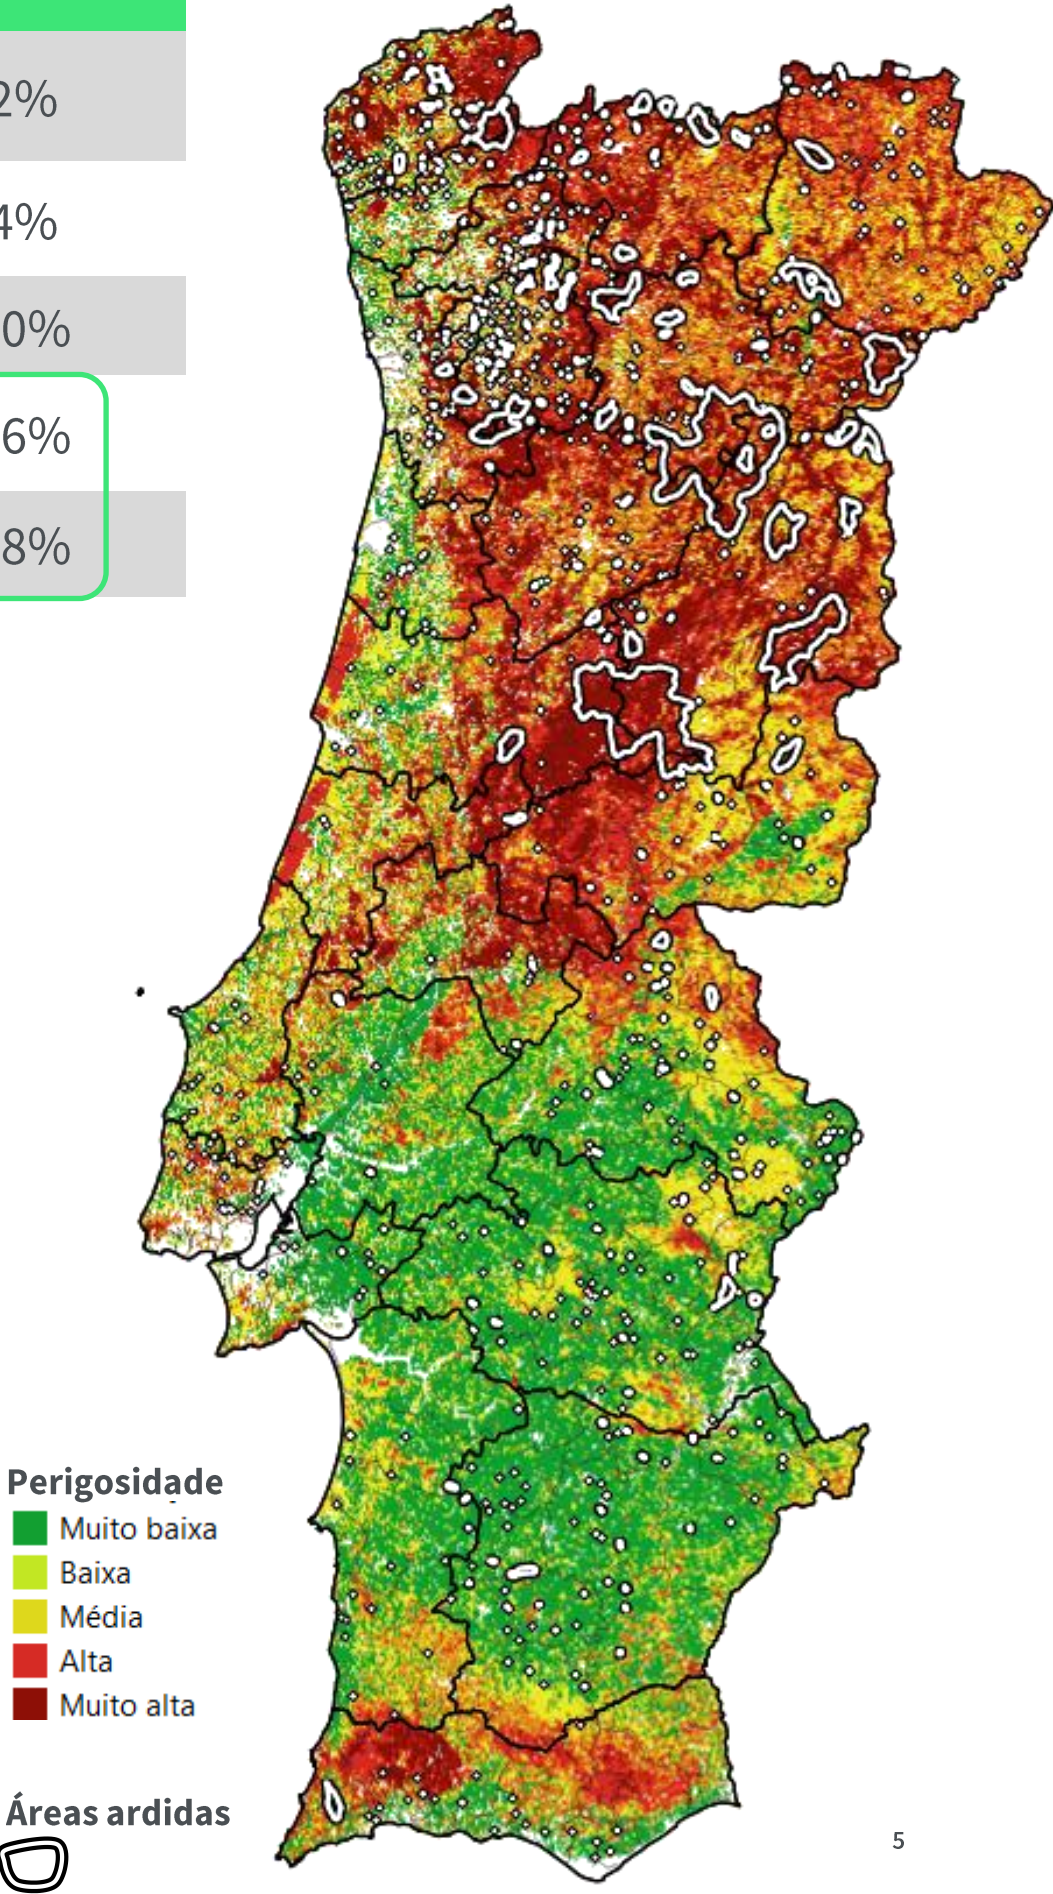 2%
4%
0%
6%
8%
Perigosidade
Muito baixa
Baixa
Média
Alta
Muito alta
Áreas ardidas
5